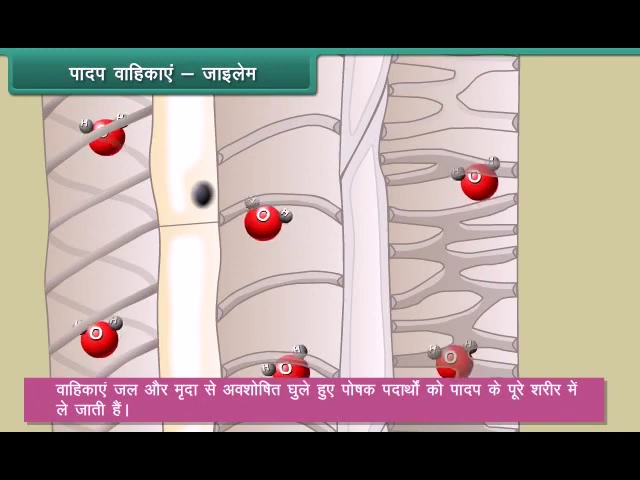 पादप वाहिकाएं – जाइलेम
H
O
O
H
H
O
H
O
H
H
O
H
H
O
H
H
O
H
वाहिकाएं जल और मृदा से अवशोषित घुले हुए पोषक पदार्थों को पादप के पूरे शरीर में
ले जाती हैं।